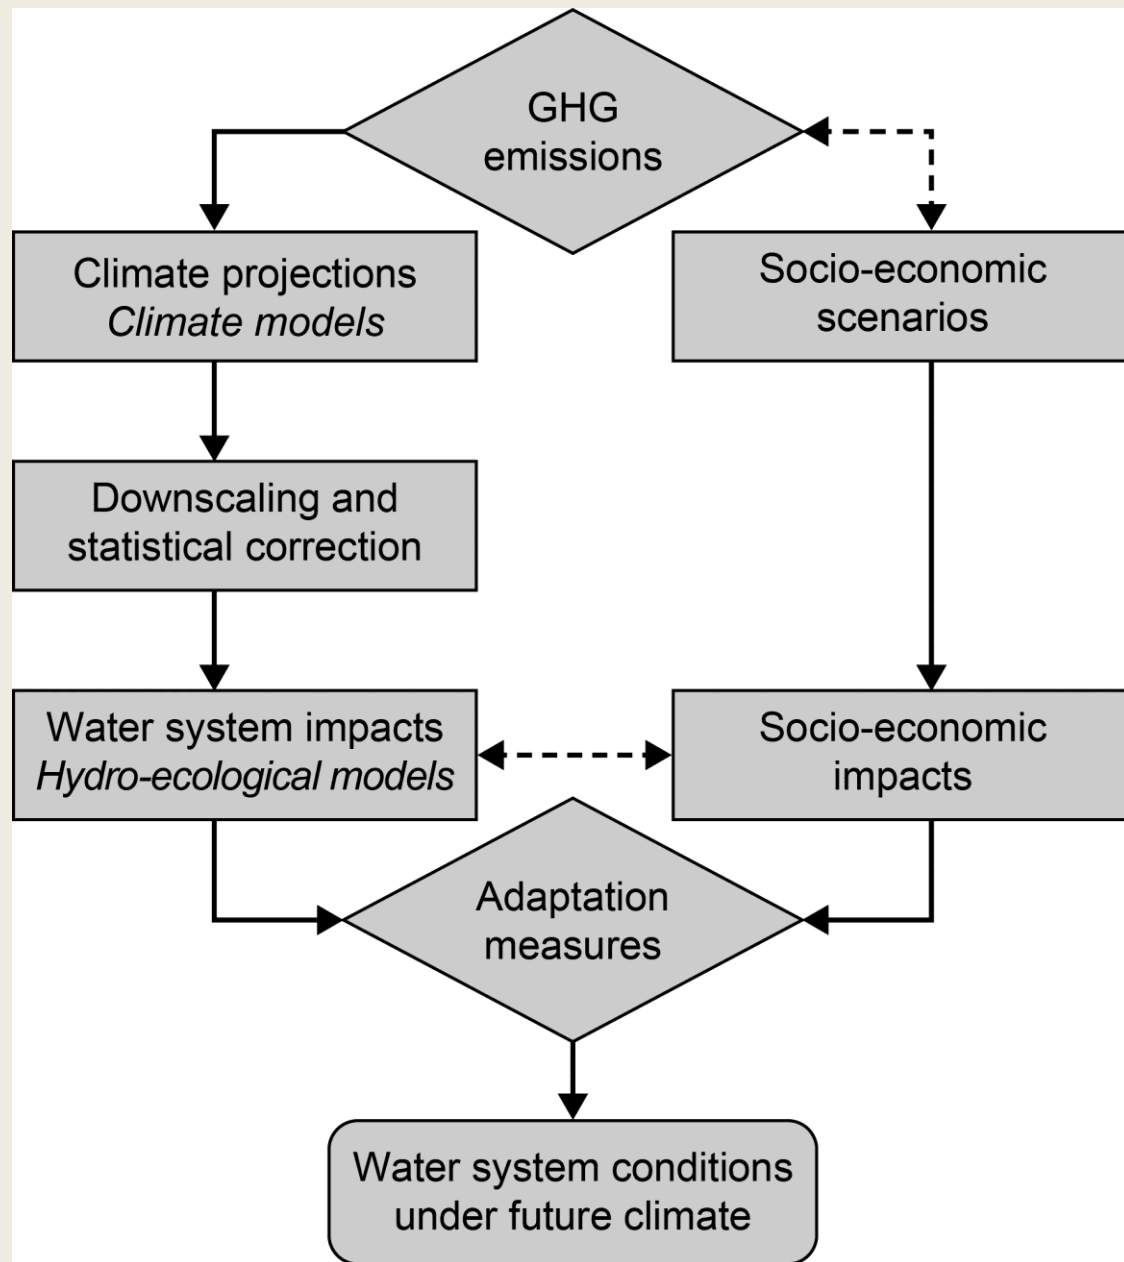 GHG
emissions
Climate projections
Climate models
Socio-economic
scenarios
Downscaling and
statistical correction
Water system impacts
Hydro-ecological models
Socio-economic
impacts
Adaptation
measures
Water system conditions
under future climate